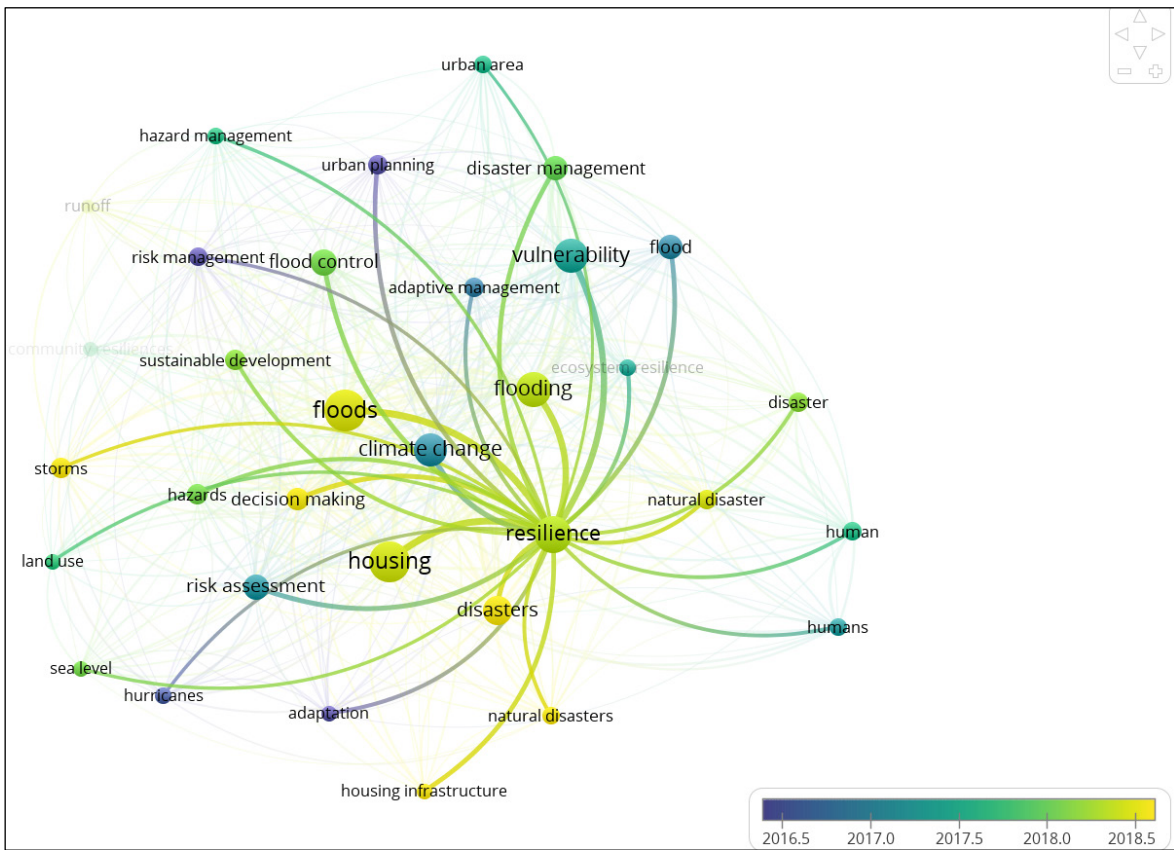 urban area
hazard management
urban planning
disaster management
runoff
risk management
flood control
vulnerability
flood
adaptive management
community resiliences
sustainable development
ecosystem resilience
flooding
floods
disaster
climate change
storms
hazards
decision making
natural disaster
resilience
human
land use
housing
risk assessment
disasters
humans
sea level
hurricanes
adaptation
natural disasters
housing infrastructure
2016.5 2017.0 2017.5 2018.0 2018.5